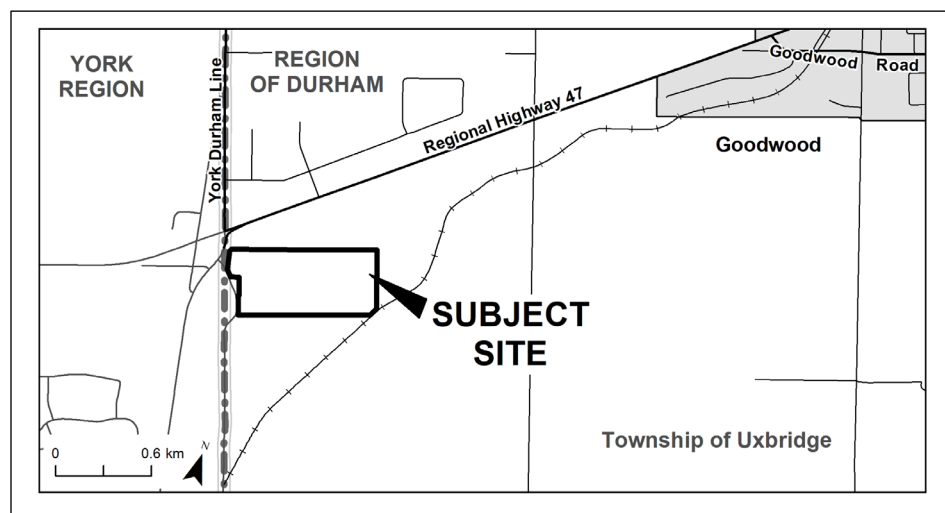 YORK
REGION
REGION
OF DURHAM
York Durham Line
Regional Highway 47
Goodwood Road
Goodwood
SUBJECT
SITE
Township of Uxbridge
N
0 0.6 km